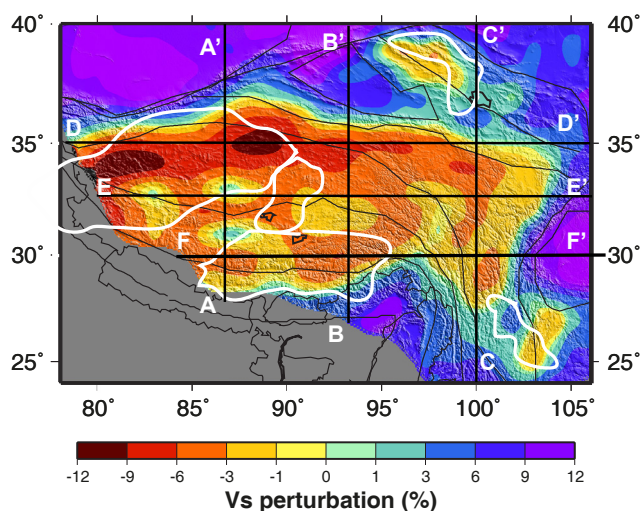 40° 40°
A' B' C'
D D'
35° 35°
E E'
F F'
30° 30°
A
B
C
25° 25°
80° 85° 90° 95° 100° 105°
-12 -9 -6 -3 -1 0 1 3 6 9 12
Vs perturbation (%)